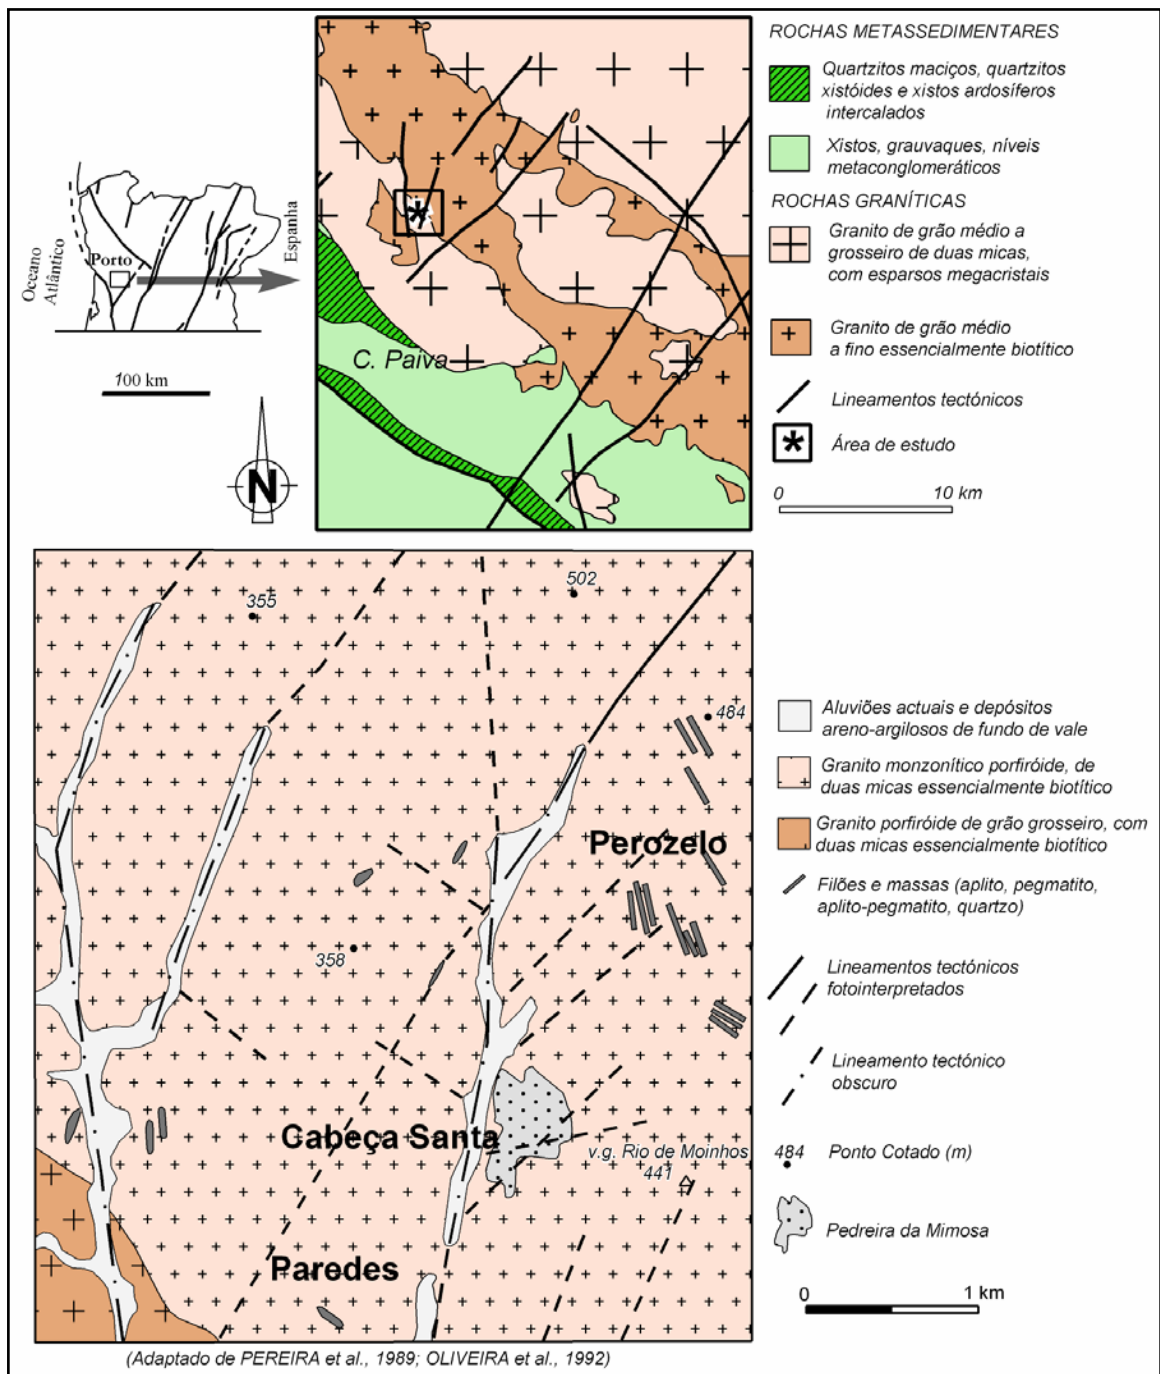 ROCHAS METASSEDIMENTARES
Quartzitos maciços, quartzitos
xistóides e xistos ardosíferos
intercalados
Xistos, grauvaques, níveis
metaconglomeráticos
ROCHAS GRANÍTICAS
Granito de grão médio a
grosseiro de duas micas,
com esparsos megacristais
Granito de grão médio
a fino essencialmente biotítico
Lineamentos tectónicos
Área de estudo
0 10 km
Oceano
Atlântico
Porto
Espanha
100 km
N
C. Paiva
355
502
484
Perozelo
358
Cabeça Santa
v.g. Rio de Moinhos
441
Paredes
Aluviões actuais e depósitos
areno-argilosos de fundo de vale
Granito monzonítico porfiróide, de
duas micas essencialmente biotítico
Granito porfiróide de grão grosseiro, com
duas micas essencialmente biotítico
Filões e massas (aplito, pegmatito,
aplito-pegmatito, quartzo)
Lineamentos tectónicos
fotointerpretados
Lineamento tectónico
obscuro
484
Ponto Cotado (m)
Pedreira da Mimosa
0 1 km
(Adaptado de PEREIRA et al., 1989; OLIVEIRA et al., 1992)